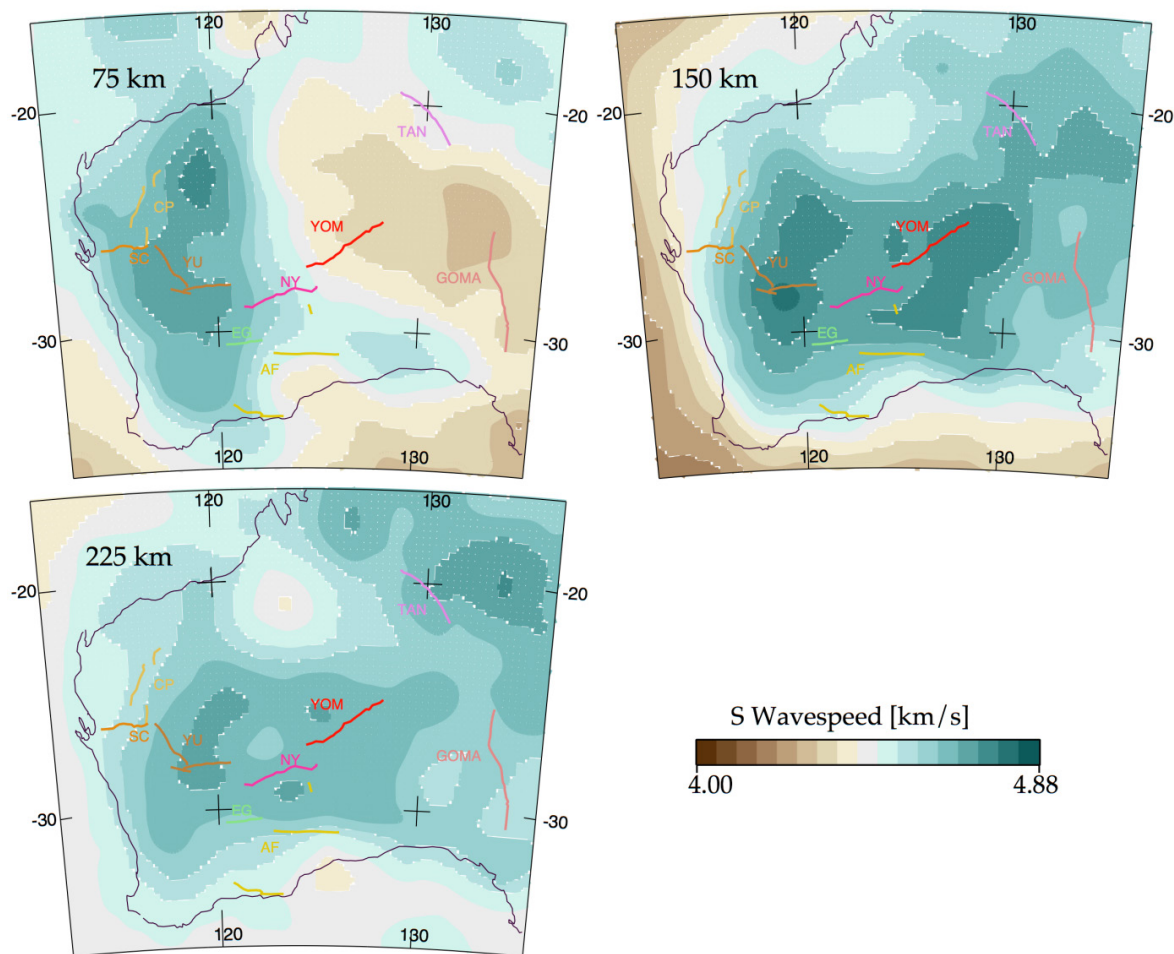 120
130
75 km
-20
-20
TAN
CP
YOM
SC
YU
GOMA
NY
EG
-30
-30
AF
120
130
120
130
150 km
-20
-20
TAN
CP
YOM
SC
YU
GOMA
NY
EG
-30
-30
AF
120
130
120
130
225 km
-20
-20
TAN
CP
YOM
SC
YU
GOMA
NY
EG
-30
-30
AF
120
130
S Wavespeed [km/s]
4.00
4.88